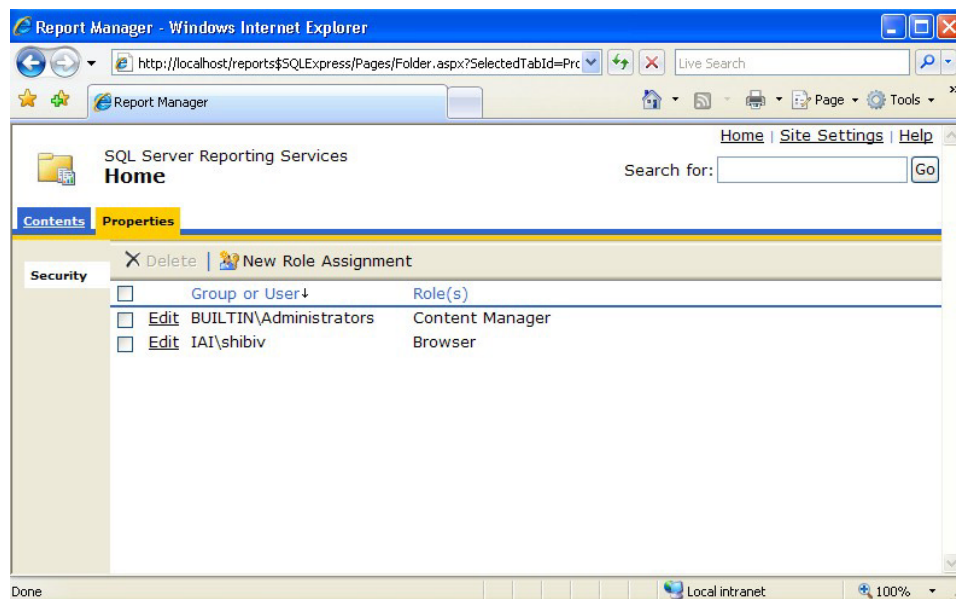 Report Manager - Windows Internet Explorer
http://localhost/reports$SQLExpress/Pages/Folder.aspx?SelectedTabId=Prc
Live Search
Report Manager
Page
Tools
Home | Site Settings | Help
SQL Server Reporting Services
Home
Search for:
Go
Contents
Properties
Security
Delete | New Role Assignment
Group or User↓ Role(s)
Edit BUILTIN\Administrators Content Manager
Edit IAI\shibiv Browser
Done
Local intranet
100%